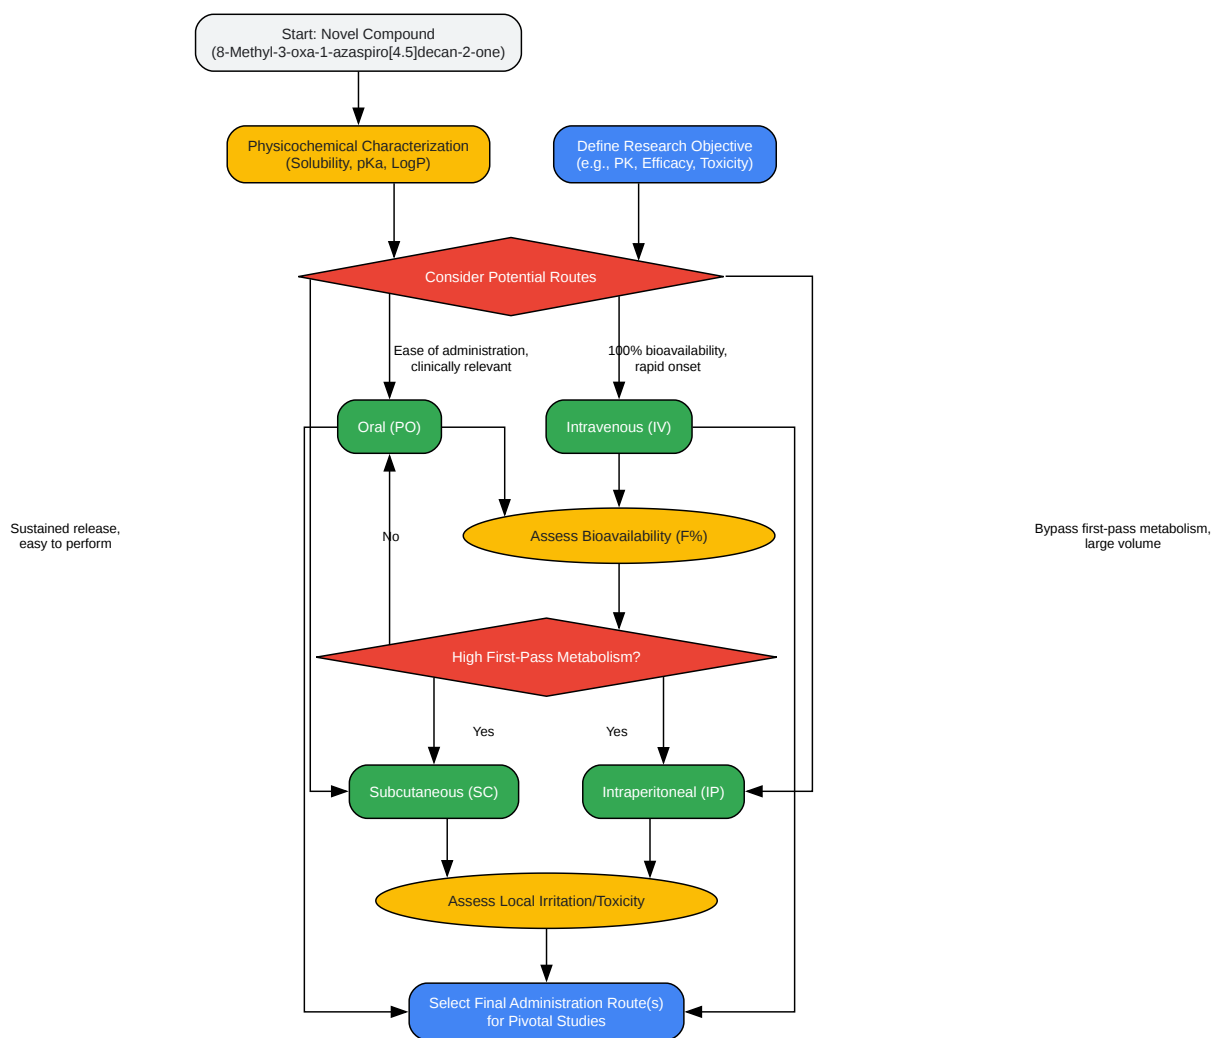 Start: Novel Compound
(8-Methyl-3-oxa-1-azaspiro[4.5]decan-2-one)
Physicochemical Characterization
(Solubility, pKa, LogP)
Define Research Objective
(e.g., PK, Efficacy, Toxicity)
Consider Potential Routes
Ease of administration,
clinically relevant
100% bioavailability,
rapid onset
Oral (PO)
Intravenous (IV)
Sustained release,
easy to perform
No
Assess Bioavailability (F%)
Bypass first-pass metabolism,
large volume
High First-Pass Metabolism?
Yes
Yes
Subcutaneous (SC)
Intraperitoneal (IP)
Assess Local Irritation/Toxicity
Select Final Administration Route(s)
for Pivotal Studies